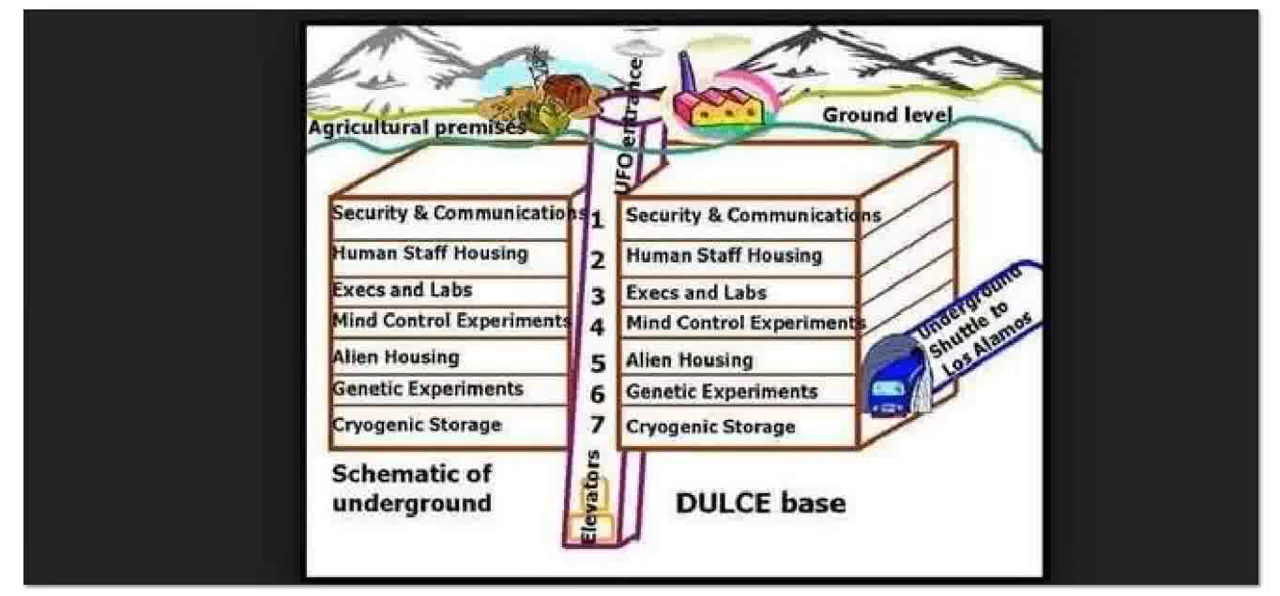 UFO entrance
Agricultural premises
Ground level
Security & Communications
1
Security & Communications
Human Staff Housing
2
Human Staff Housing
Execs and Labs
3
Execs and Labs
Mind Control Experiments
4
Mind Control Experiments
Alien Housing
5
Alien Housing
Genetic Experiments
6
Genetic Experiments
Cryogenic Storage
7
Cryogenic Storage
Underground
Shuttle to
Los Alamos
Elevators
Schematic of
underground
DULCE base